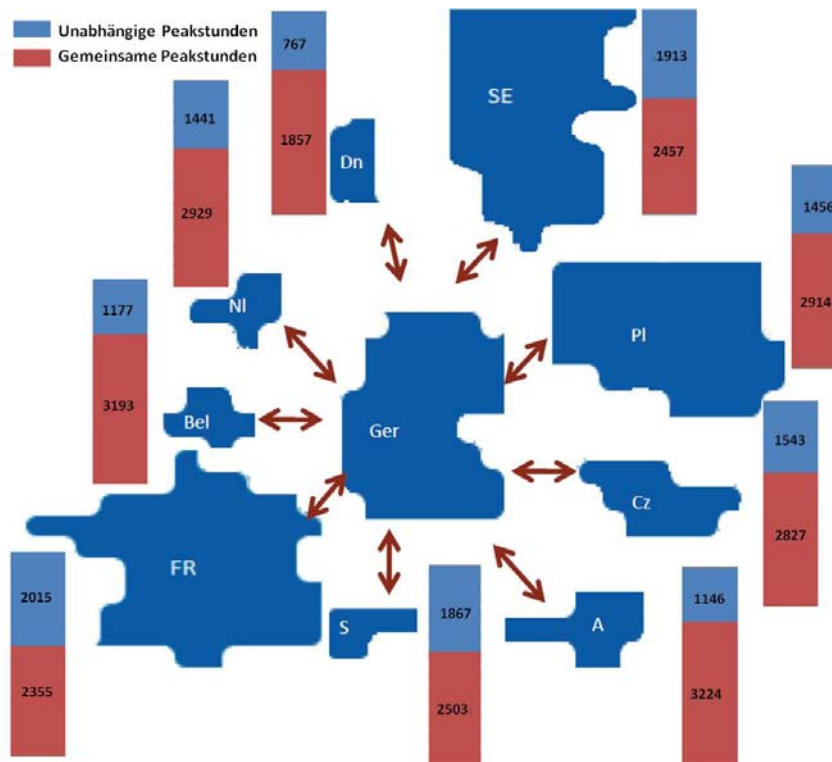 Unabhängige Peakstunden
Gemeinsame Peakstunden
767
1857
Dn
SE
1913
2457
1441
2929
Nl
1456
2914
Pl
1177
3193
Bel
Ger
1543
2827
Cz
FR
2015
2355
S
1867
2503
A
1146
3224